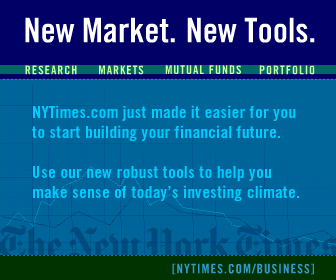 New Market. New Tools.
RESEARCH MARKETS MUTUAL FUNDS PORTFOLIO
NYTimes.com just made it easier for you
to start building your financial future.
Use our new robust tools to help you
make sense of today's investing climate.
The New York Times
[NYTIMES.COM/BUSINESS]